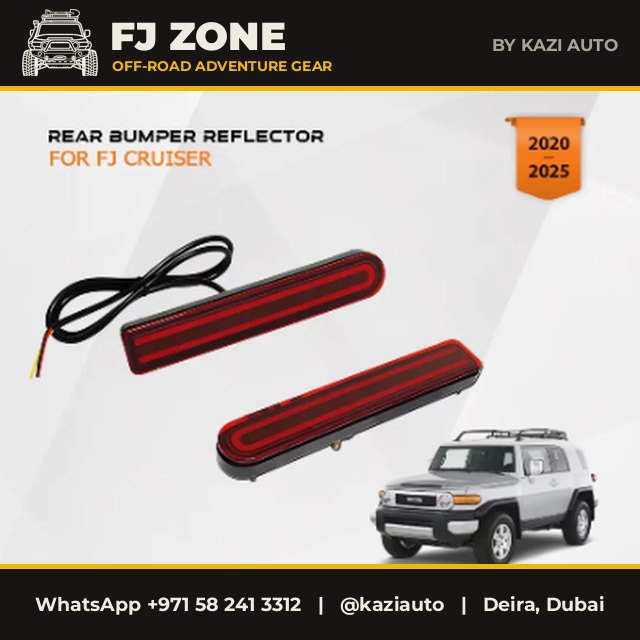 FJ ZONE
OFF-ROAD ADVENTURE GEAR
BY KAZI AUTO
REAR BUMPER REFLECTOR
FOR FJ CRUISER
2020
—
2025
WhatsApp +971 58 241 3312 | @kaziauto | Deira, Dubai